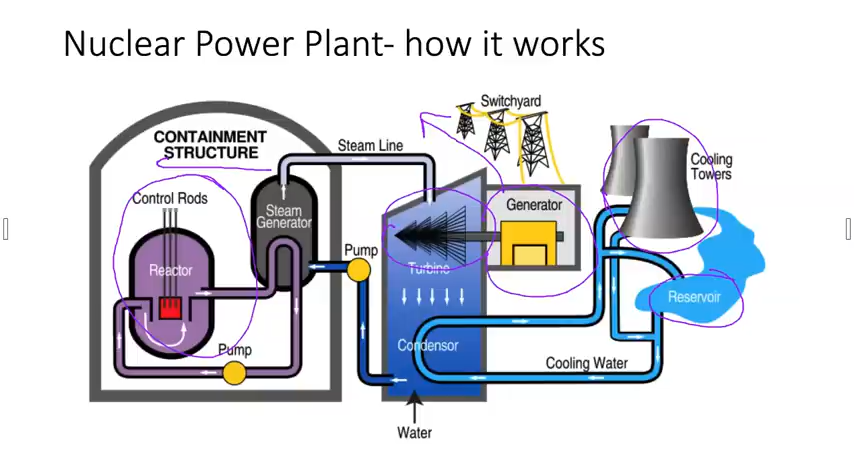 Nuclear Power Plant- how it works
Switchyard
CONTAINMENT
STRUCTURE
Steam Line
Cooling
Towers
Control Rods
Steam
Generator
Generator
Pump
Reactor
Turbine
Reservoir
Pump
Condensor
Cooling Water
Water